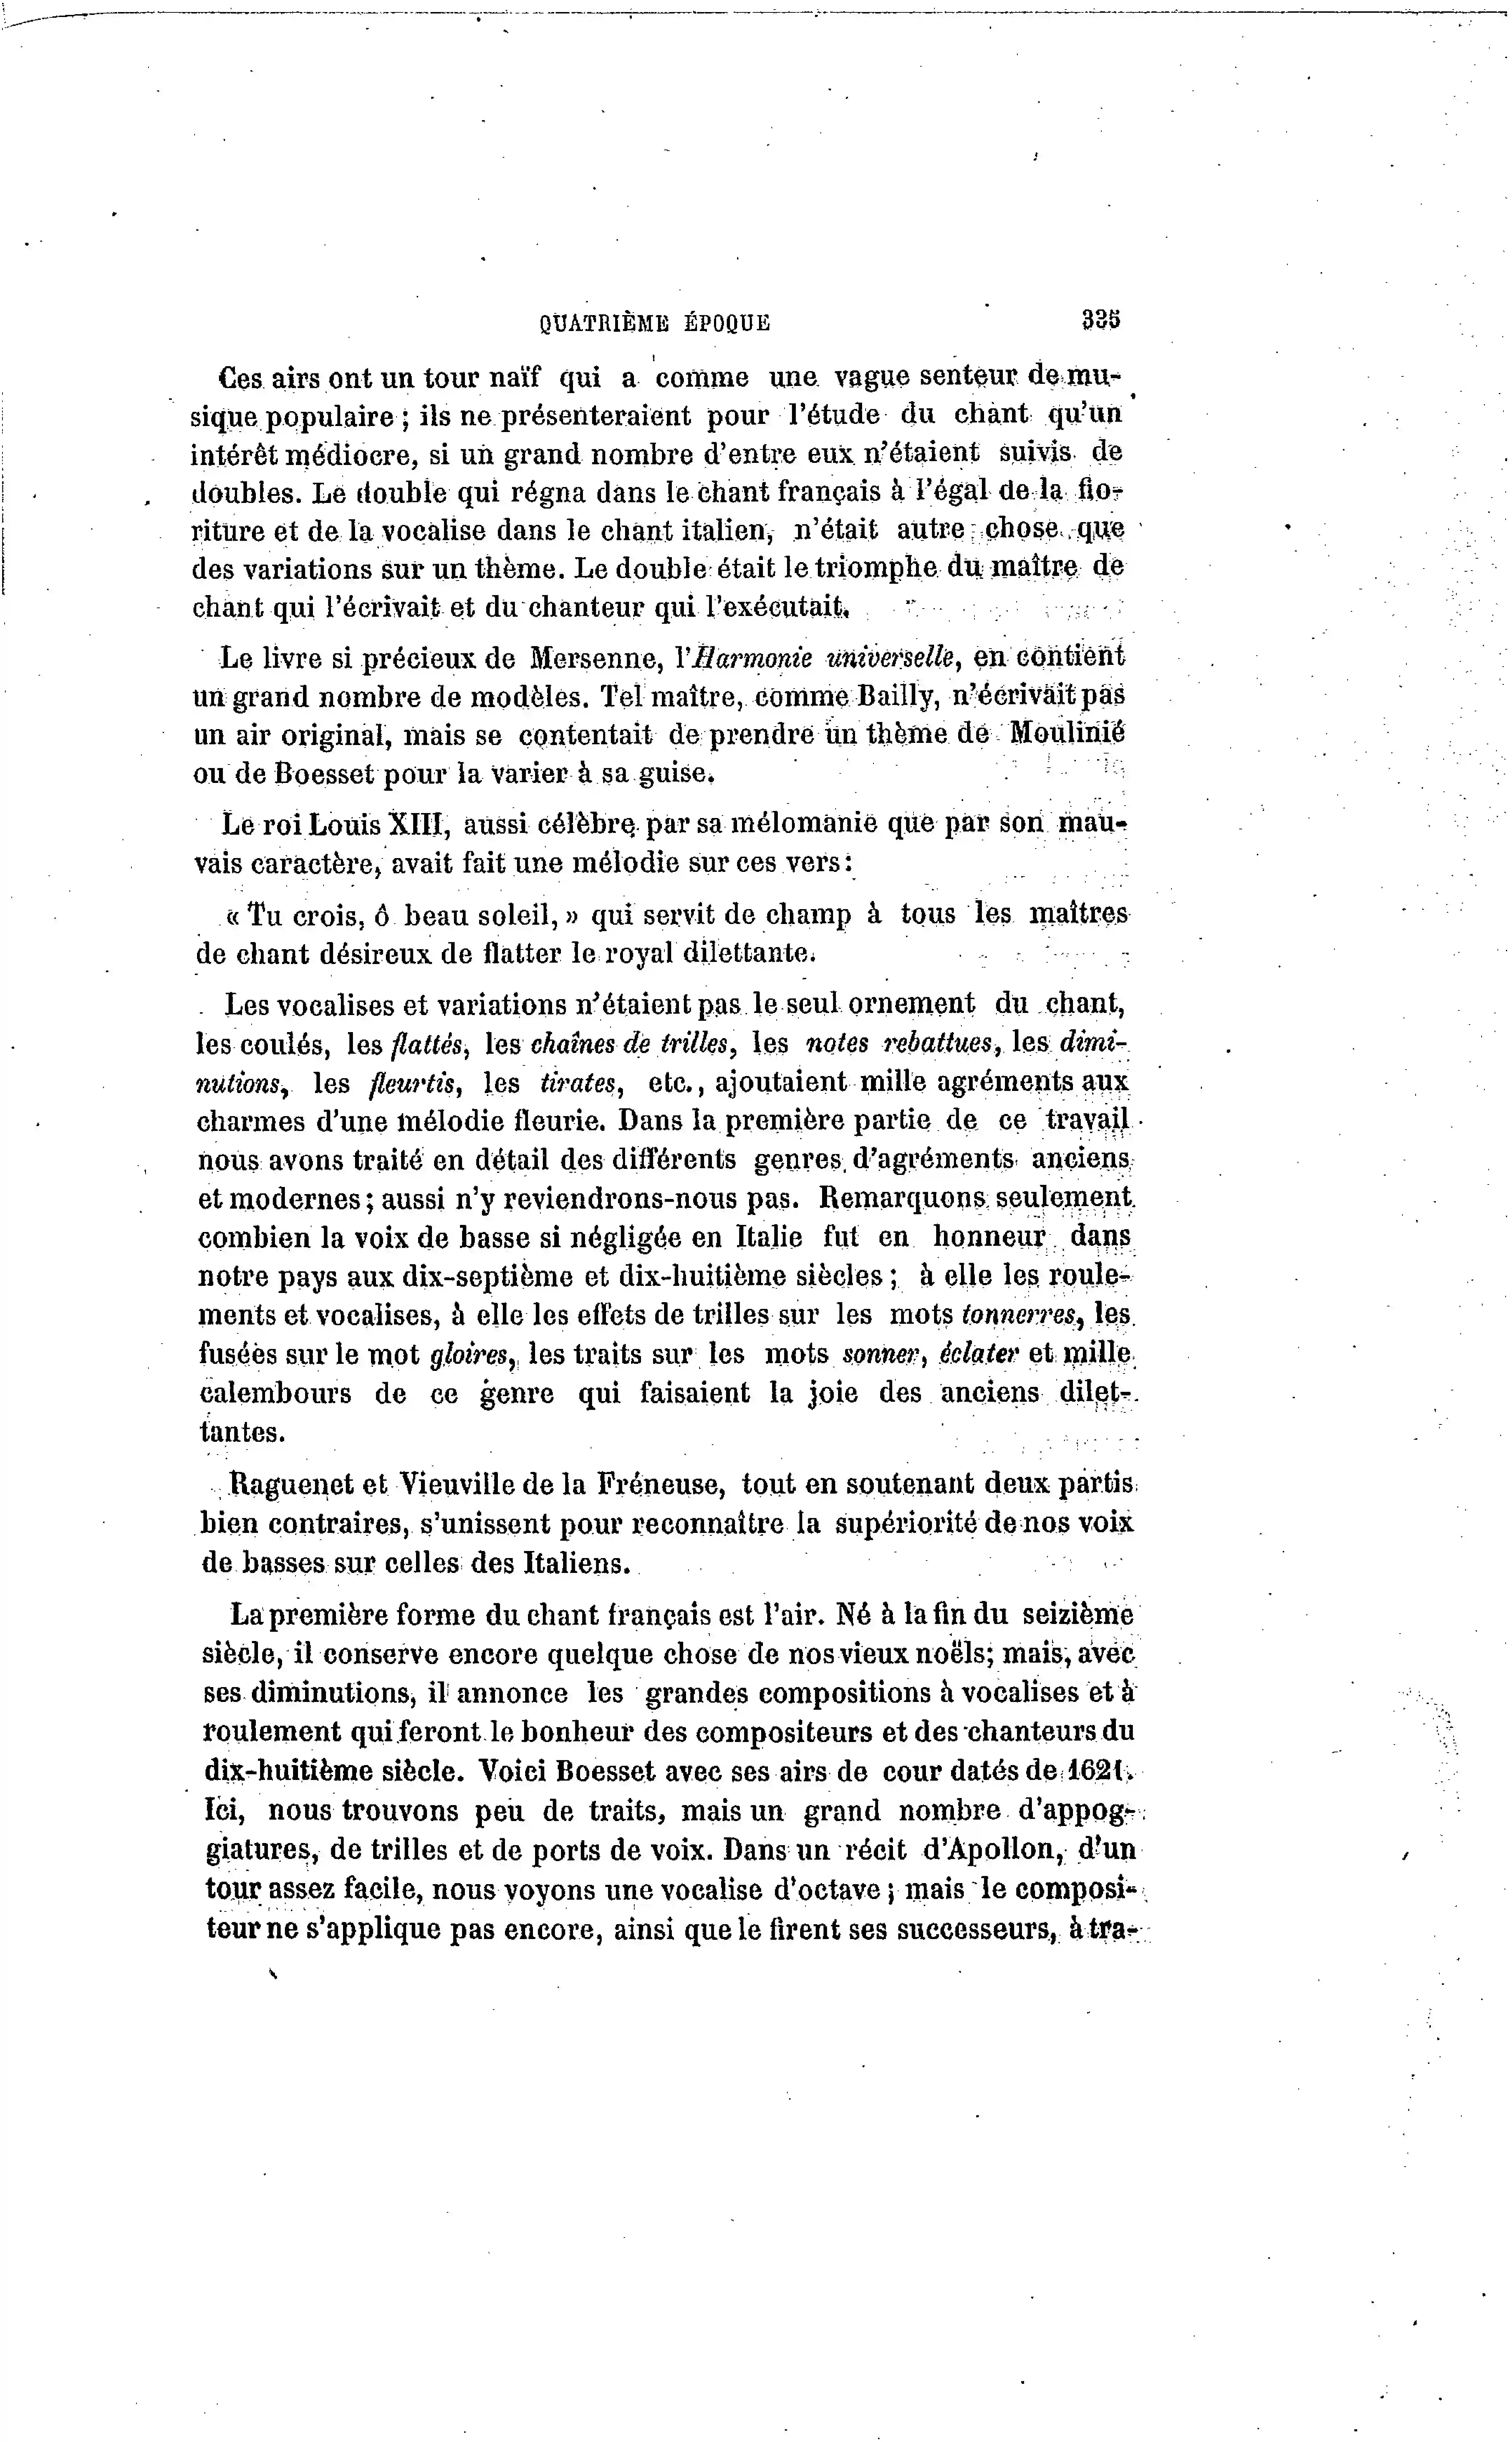 QUATRIÈME ÉPOQUE 335
Ces airs ont un tour naïf qui a comme une vague senteur de mu-
sique populaire ; ils ne présenteraient pour l'étude du chant qu'un
intérêt médiocre, si un grand nombre d'entre eux n'étaient suivis de
doubles. Le double qui régna dans le chant français à l'égal de la fio-
riture et de la vocalise dans le chant italien, n'était autre chose que
des variations sur un thème. Le double était le triomphe du maître de
chant qui l'écrivait et du chanteur qui l'exécutait.
Le livre si précieux de Mersenne, l'Harmonie universelle, en contient
un grand nombre de modèles. Tel maître, comme Bailly, n'écrivait pas
un air original, mais se contentait de prendre un thème de Moulinié
ou de Boesset pour la varier à sa guise.
Le roi Louis XIII, aussi célèbre par sa mélomanie que par son mau-
vais caractère, avait fait une mélodie sur ces vers :
« Tu crois, ô beau soleil, » qui servit de champ à tous les maîtres
de chant désireux de flatter le royal dilettante.
Les vocalises et variations n'étaient pas le seul ornement du chant,
les coulés, les flattés, les chaînes de trilles, les notes rebattues, les dimi-
nutions, les fleurtis, les tirates, etc., ajoutaient mille agréments aux
charmes d'une mélodie fleurie. Dans la première partie de ce travail
nous avons traité en détail des différents genres d'agréments anciens
et modernes ; aussi n'y reviendrons-nous pas. Remarquons seulement
combien la voix de basse si négligée en Italie fut en honneur dans
notre pays aux dix-septième et dix-huitième siècles ; à elle les roule-
ments et vocalises, à elle les effets de trilles sur les mots tonnerres, les
fusées sur le mot gloires, les traits sur les mots sonner, éclater et mille
calembours de ce genre qui faisaient la joie des anciens dilet-
tantes.
Raguenet et Vieuville de la Fréneuse, tout en soutenant deux partis
bien contraires, s'unissent pour reconnaître la supériorité de nos voix
de basses sur celles des Italiens.
La première forme du chant français est l'air. Né à la fin du seizième
siècle, il conserve encore quelque chose de nos vieux noëls; mais, avec
ses diminutions, il annonce les grandes compositions à vocalises et à
roulement qui feront le bonheur des compositeurs et des chanteurs du
dix-huitième siècle. Voici Boesset avec ses airs de cour datés de 1621.
Ici, nous trouvons peu de traits, mais un grand nombre d'appog-
giatures, de trilles et de ports de voix. Dans un récit d'Apollon, d'un
tour assez facile, nous voyons une vocalise d'octave ; mais le composi-
teur ne s'applique pas encore, ainsi que le firent ses successeurs, à tra-